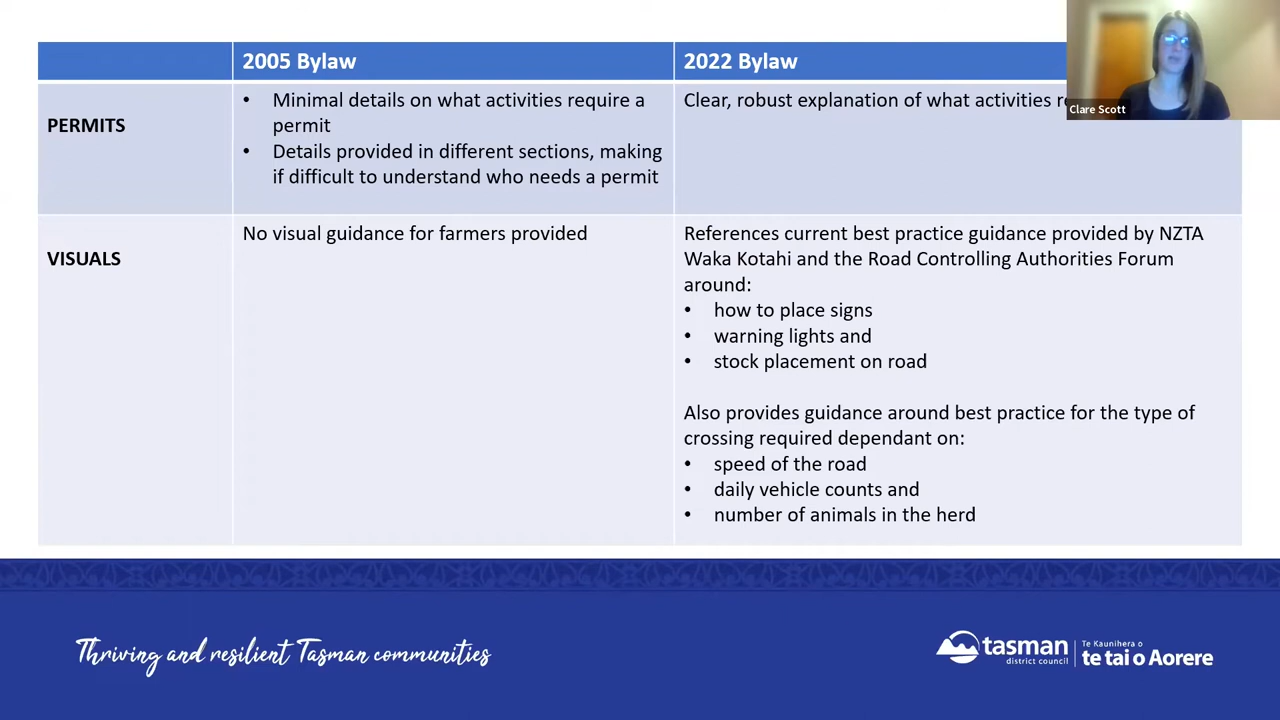 2005 Bylaw
2022 Bylaw
Clare Scott
PERMITS
• Minimal details on what activities require a
permit
• Details provided in different sections, making
if difficult to understand who needs a permit
Clear, robust explanation of what activities
VISUALS
No visual guidance for farmers provided
References current best practice guidance provided by NZTA
Waka Kotahi and the Road Controlling Authorities Forum
around:
• how to place signs
• warning lights and
• stock placement on road
Also provides guidance around best practice for the type of
crossing required dependant on:
• speed of the road
• daily vehicle counts and
• number of animals in the herd
Thriving and resilient Tasman communities
tasman
district council
Te Kaunihera o
te tai o Aorere